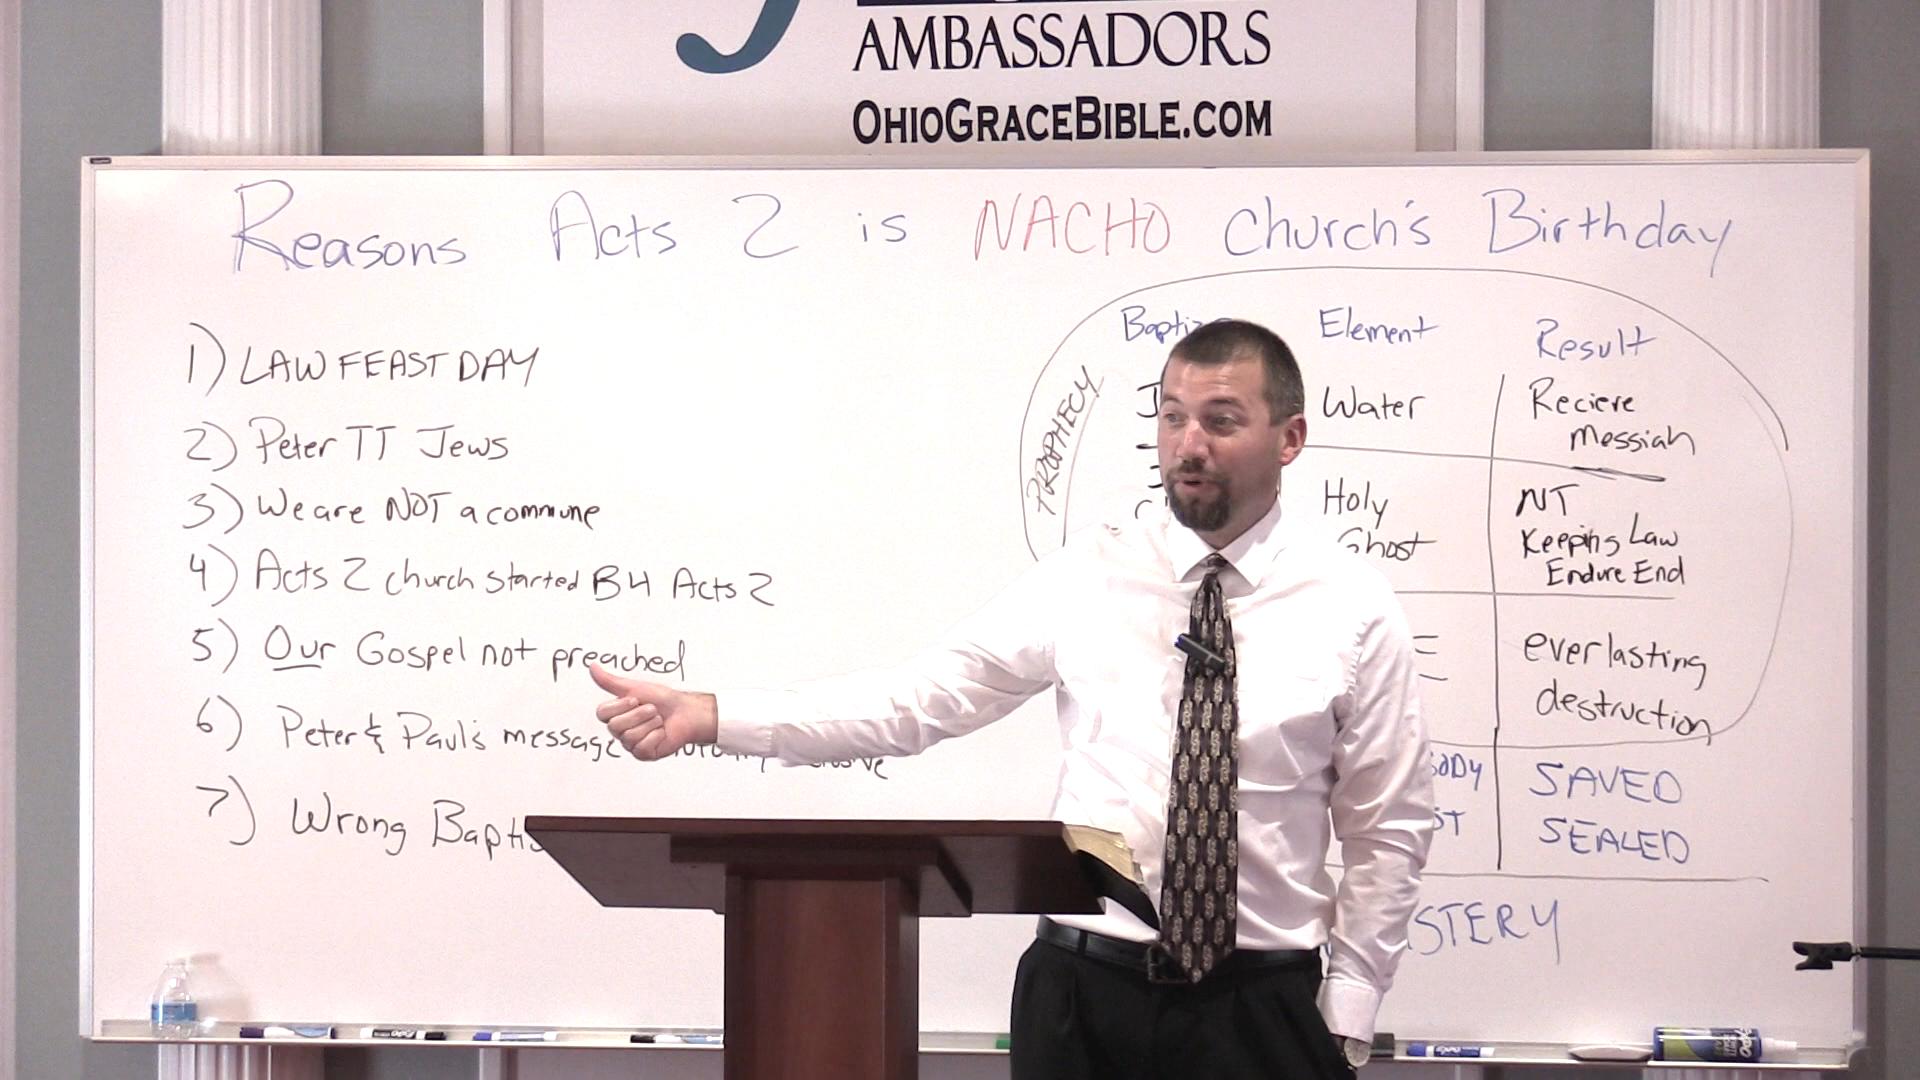 AMBASSADORS
OHIOGRACEBIBLE.COM
Reasons Acts 2 is NACHO Church's Birthday
1) LAW FEAST DAY
2) Peter TT Jews
3) We are NOT a commune
4) Acts 2 church started B4 Acts 2
5) Our Gospel not preached
6) Peter & Paul's message
7) Wrong
PROPHECY
Element Result
Water Reciere
Messiah
Holy NT
Ghost Keeping Law
Endure End
everlasting
destruction
SAVED
SEALED
EXPO